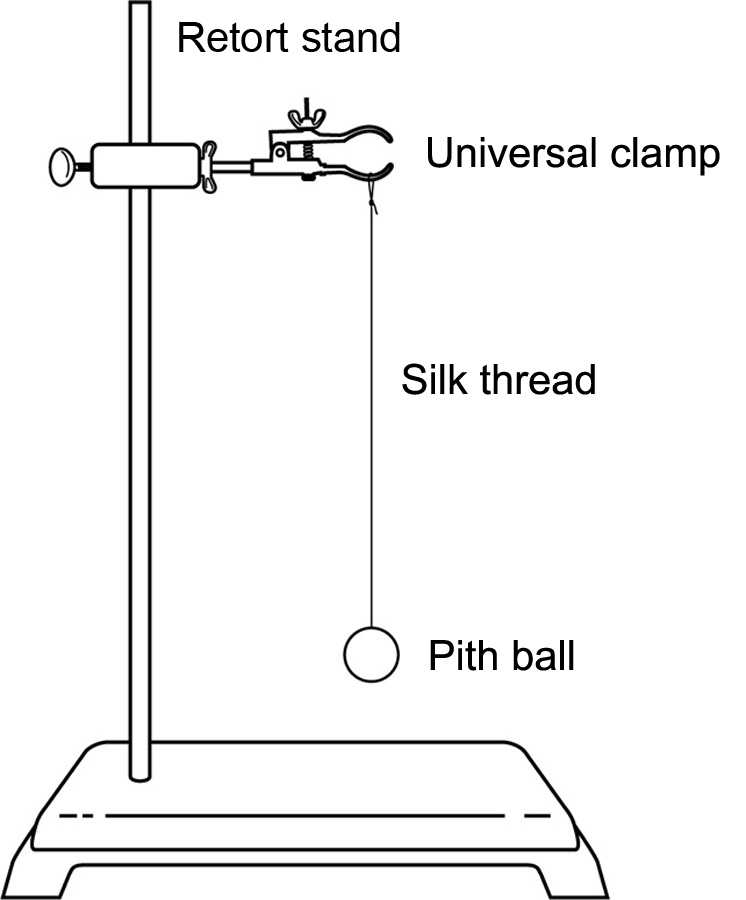 Retort stand
Universal clamp
Silk thread
Pith ball